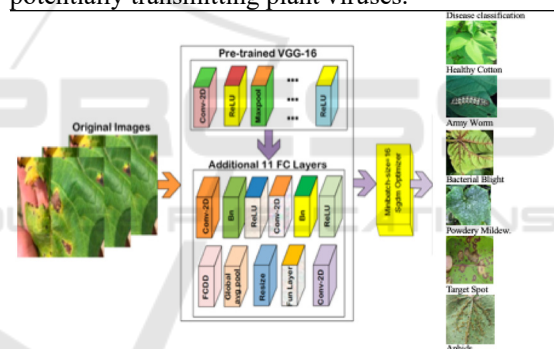 potentially transmitting plant viruses.
Disease classification
Pre-trained VGG-16
Conv-2D
ReLU
Maxpool
...
...
...
ReLU
Healthy Cotton
Army Worm
Original Images
Additional 11 FC Layers
Conv-2D
Bn
ReLU
Conv-2D
Bn
ReLU
Minibatch-size=16
Sgdm Optimizer
Bacterial Blight
Powdery Mildew.
FCDD
Global
avg.pool.
Resize
Fun Layer
Conv-2D
Target Spot
Aphids